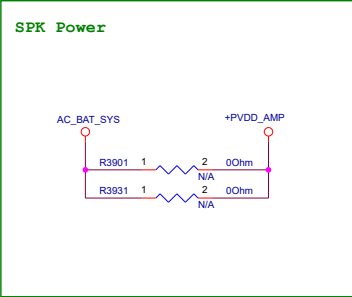 SPK Power
AC_BAT_SYS +PVDD_AMP
R3901 1 2 0Ohm
N/A
R3931 1 2 0Ohm
N/A